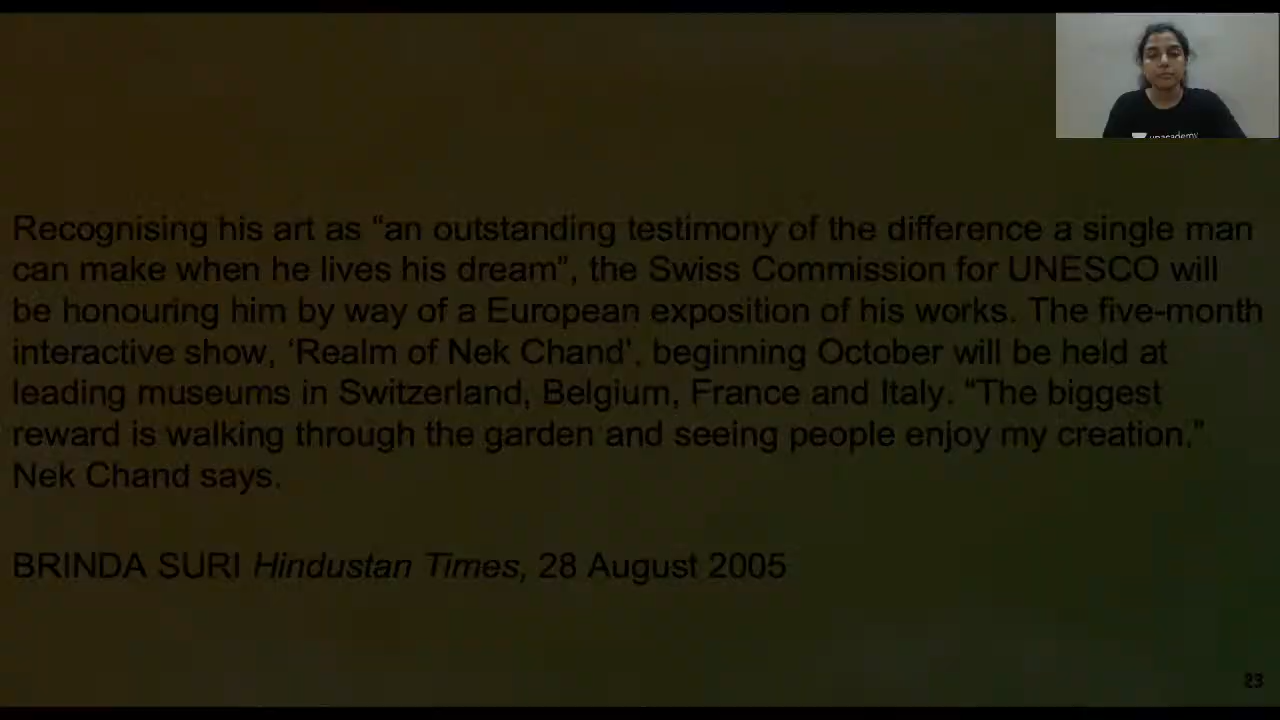 unacademy
Recognising his art as “an outstanding testimony of the difference a single man
can make when he lives his dream”, the Swiss Commission for UNESCO will
be honouring him by way of a European exposition of his works. The five-month
interactive show, ‘Realm of Nek Chand’, beginning October will be held at
leading museums in Switzerland, Belgium, France and Italy. “The biggest
reward is walking through the garden and seeing people enjoy my creation,”
Nek Chand says.
BRINDA SURI Hindustan Times, 28 August 2005
23